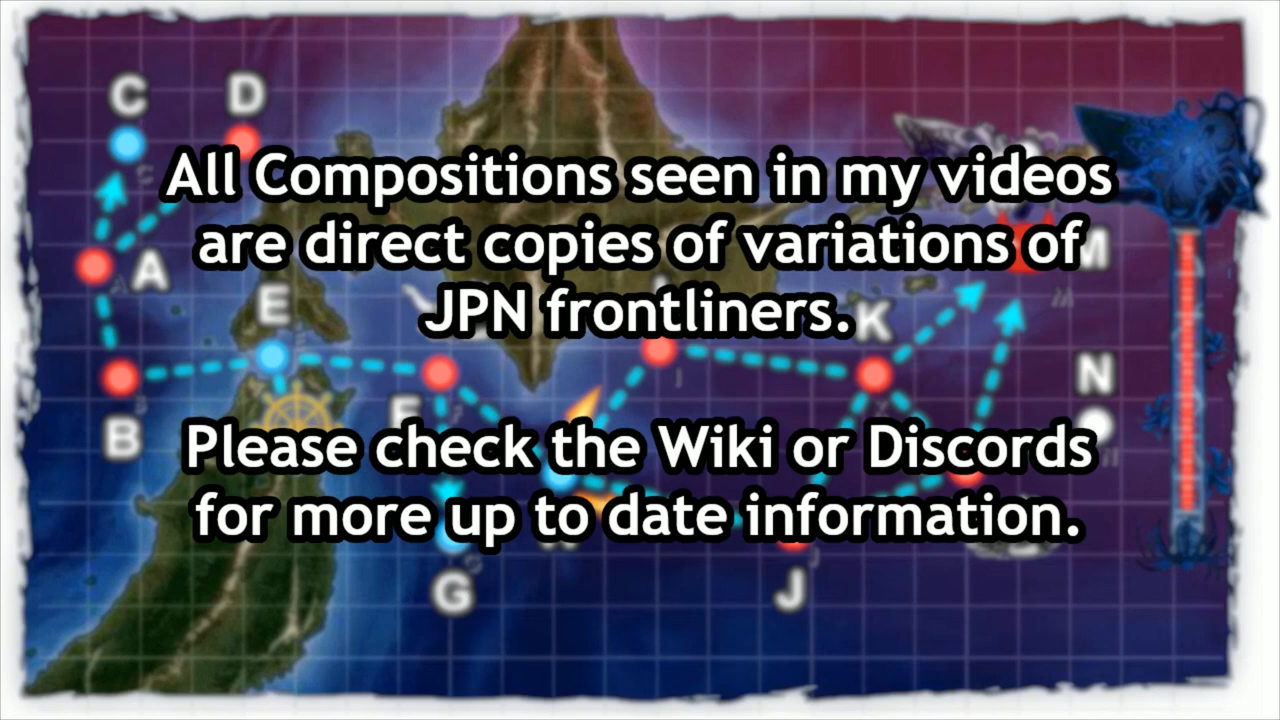 C D
All Compositions seen in my videos
are direct copies of variations of
JPN frontliners.
A
E
K
M
N
B
F
Please check the Wiki or Discords
for more up to date information.
G
J